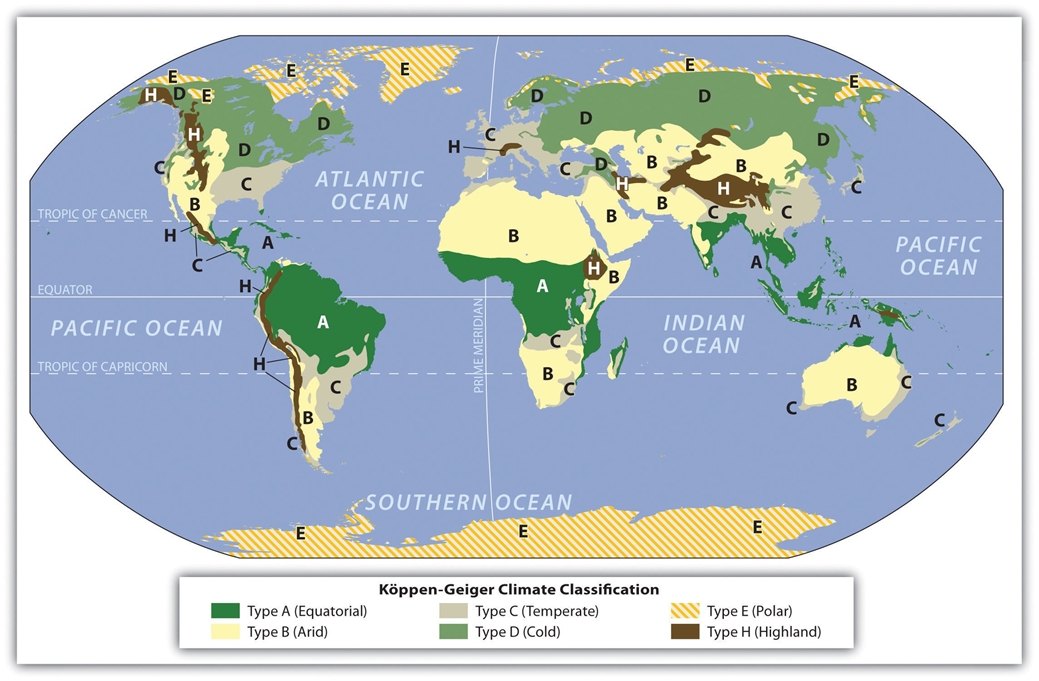 E
E
E
E
E
H
D
E
D
D
D
D
D
H
C
H
D
C
C
D
B
C
B
C
ATLANTIC
OCEAN
C
H
H
B
C
C
B
B
TROPIC OF CANCER
H
B
A
PACIFIC
OCEAN
C
A
H
B
H
A
EQUATOR
PACIFIC OCEAN
A
INDIAN
OCEAN
A
PRIME MERIDIAN
C
TROPIC OF CAPRICORN
H
C
B
C
B
C
C
B
C
C
SOUTHERN OCEAN
E
E
E
Köppen-Geiger Climate Classification
Type A (Equatorial)
Type C (Temperate)
Type E (Polar)
Type B (Arid)
Type D (Cold)
Type H (Highland)